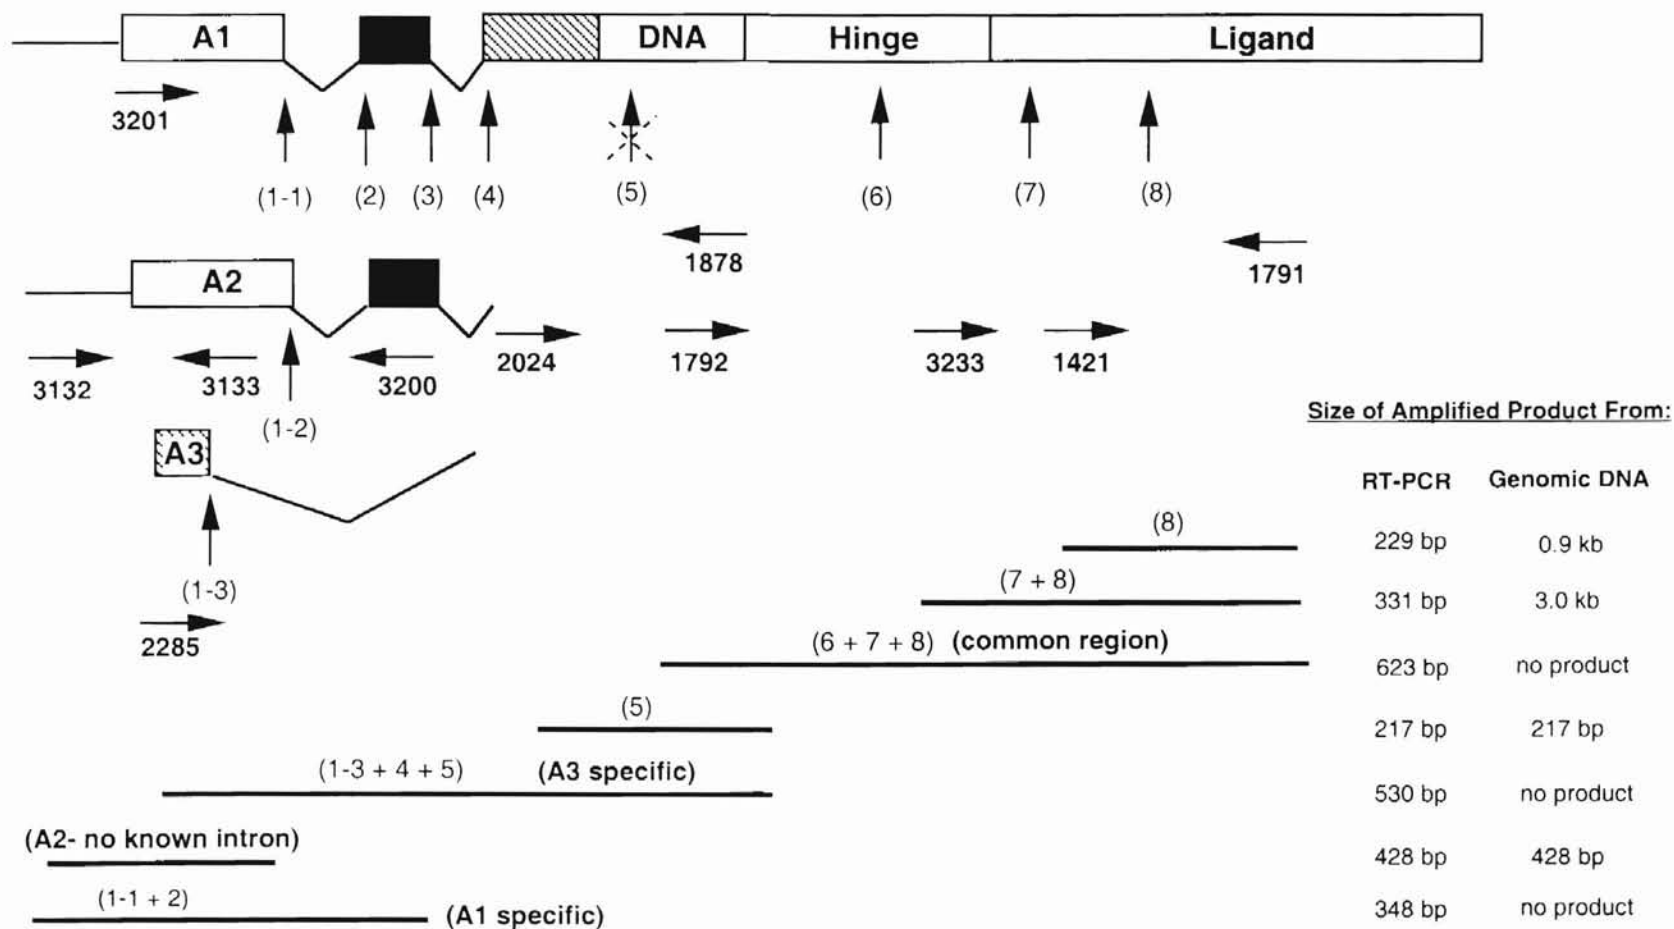 A1 DNA Hinge Ligand
3201
(1-1) (2) (3) (4) (5) (6) (7) (8)
1878
1791
A2
3132 3133 3200 2024 1792 3233 1421
(1-2)
A3
(1-3)
2285
Size of Amplified Product From:
RT-PCR Genomic DNA
(8) 229 bp 0.9 kb
(7 + 8) 331 bp 3.0 kb
(6 + 7 + 8) (common region) 623 bp no product
(5) 217 bp 217 bp
(1-3 + 4 + 5) (A3 specific) 530 bp no product
(A2- no known intron) 428 bp 428 bp
(1-1 + 2) (A1 specific) 348 bp no product